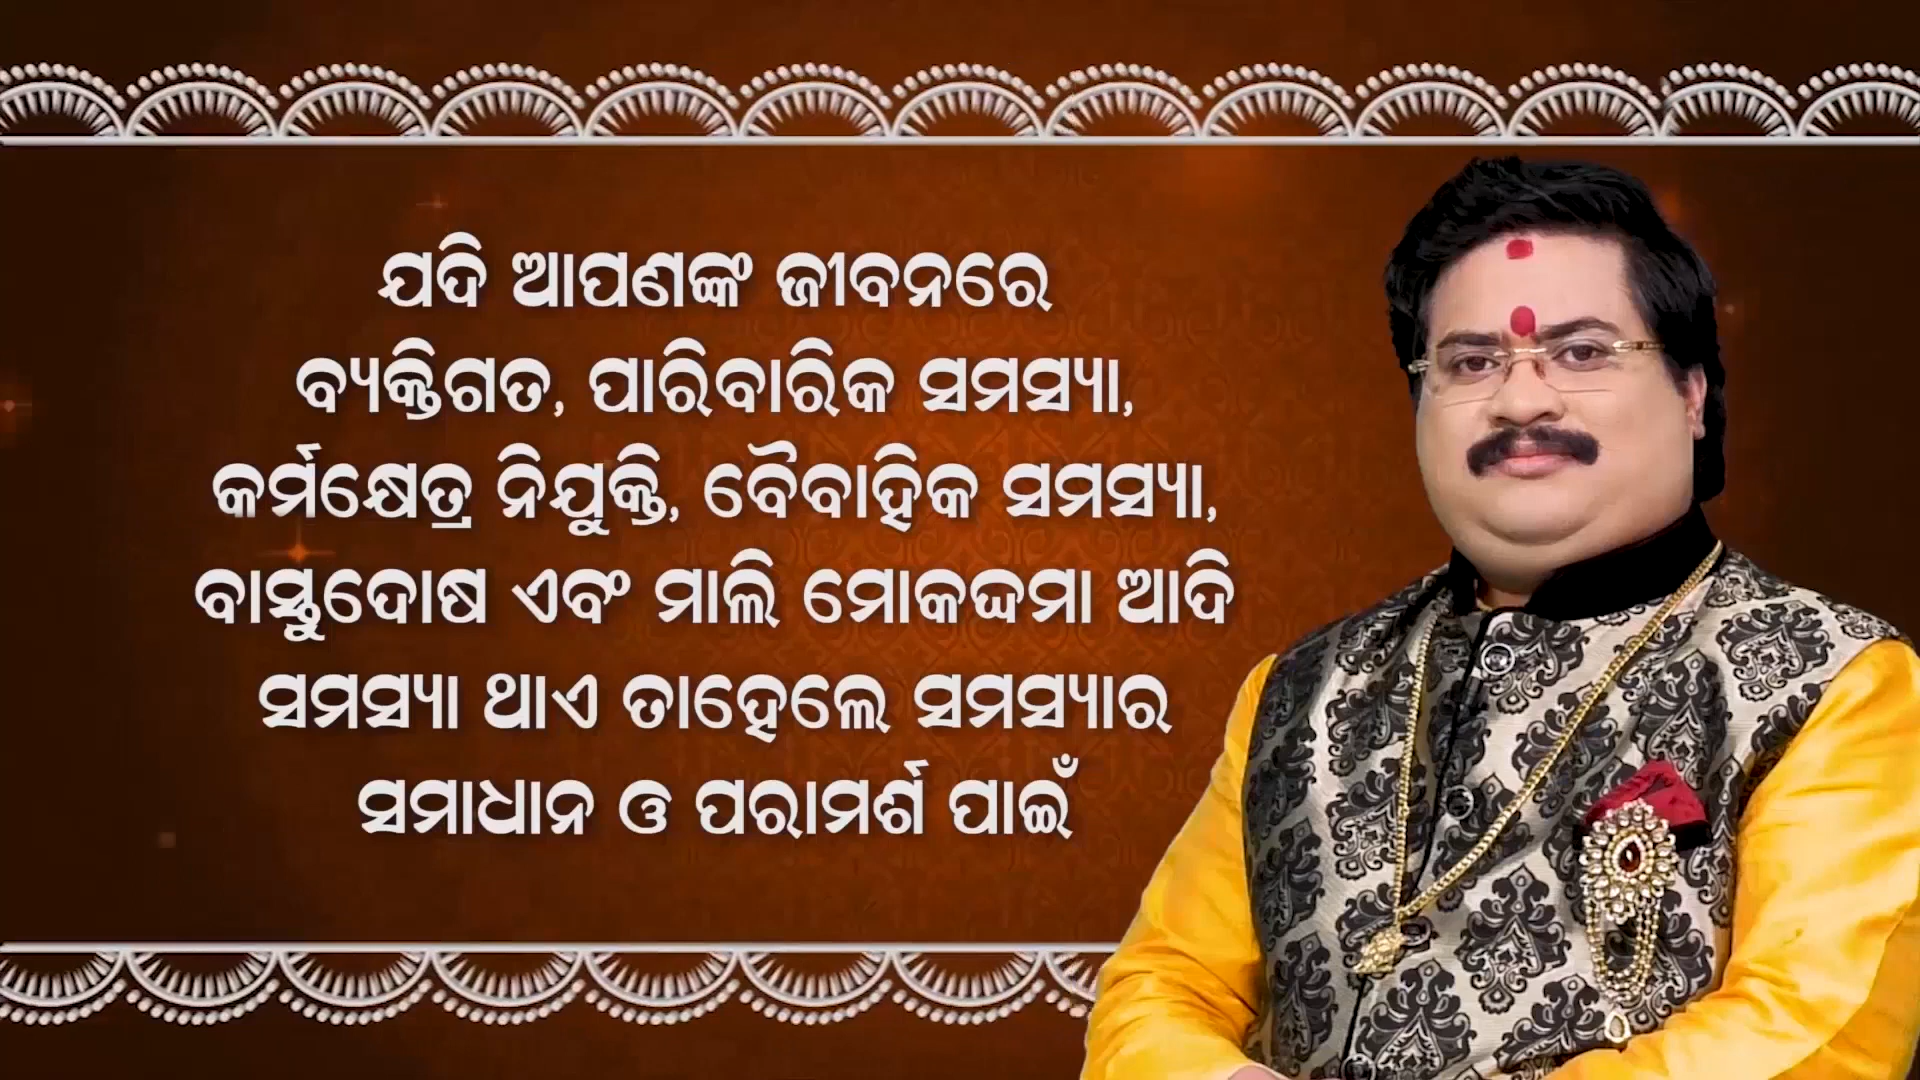 ଯଦି ଆପଣଙ୍କ ଜୀବନରେ
ବ୍ୟକ୍ତିଗତ, ପାରିବାରିକ ସମସ୍ୟା,
କର୍ମକ୍ଷେତ୍ର ନିଯୁକ୍ତି, ବୈବାହିକ ସମସ୍ୟା,
ବାସ୍ତୁଦୋଷ ଏବଂ ମାଲି ମୋକଦ୍ଦମା ଆଦି
ସମସ୍ୟା ଥାଏ ତାହେଲେ ସମସ୍ୟାର
ସମାଧାନ ଓ ପରାମର୍ଶ ପାଇଁ